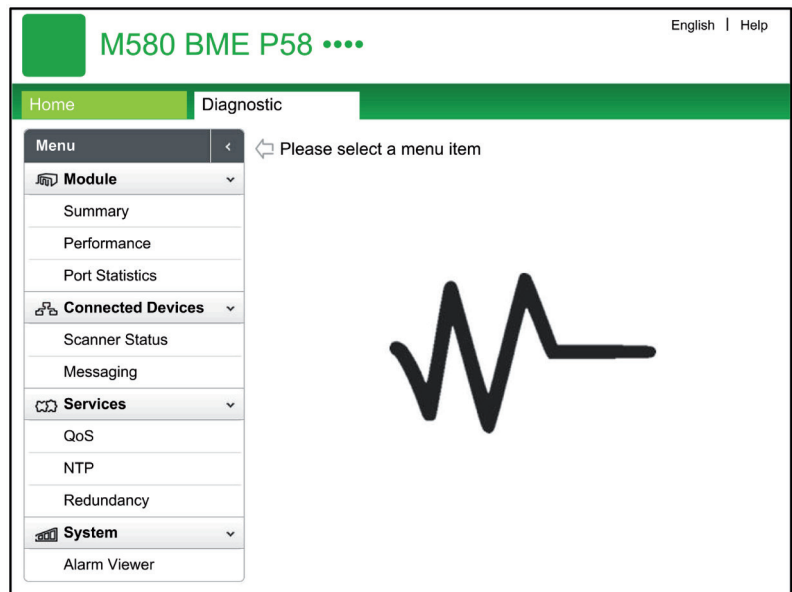 M580 BME P58 ••••
English | Help
Home
Diagnostic
Menu
Please select a menu item
Module
Summary
Performance
Port Statistics
Connected Devices
Scanner Status
Messaging
Services
QoS
NTP
Redundancy
System
Alarm Viewer